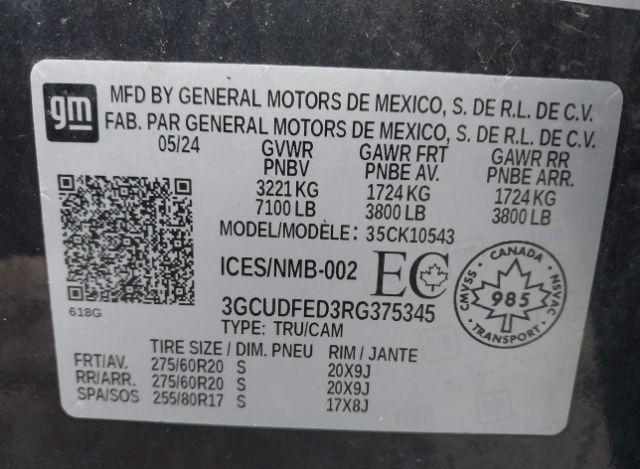 gm
MFD BY GENERAL MOTORS DE MEXICO, S. DE R.L. DE C.V.
FAB. PAR GENERAL MOTORS DE MEXICO, S. DE R.L. DE C.V.
05/24 GVWR GAWR FRT GAWR RR
PNBV PNBE AV. PNBE ARR.
3221 KG 1724 KG 1724 KG
7100 LB 3800 LB 3800 LB
MODEL/MODÈLE: 35CK10543
ICES/NMB-002 EC
CANADA
CMVSS 985 NSVAC
TRANSPORT
618G
3GCUDFED3RG375345
TYPE: TRU/CAM
TIRE SIZE / DIM. PNEU RIM / JANTE
FRT/AV. 275/60R20 S 20X9J
RR/ARR. 275/60R20 S 20X9J
SPA/SOS 255/80R17 S 17X8J